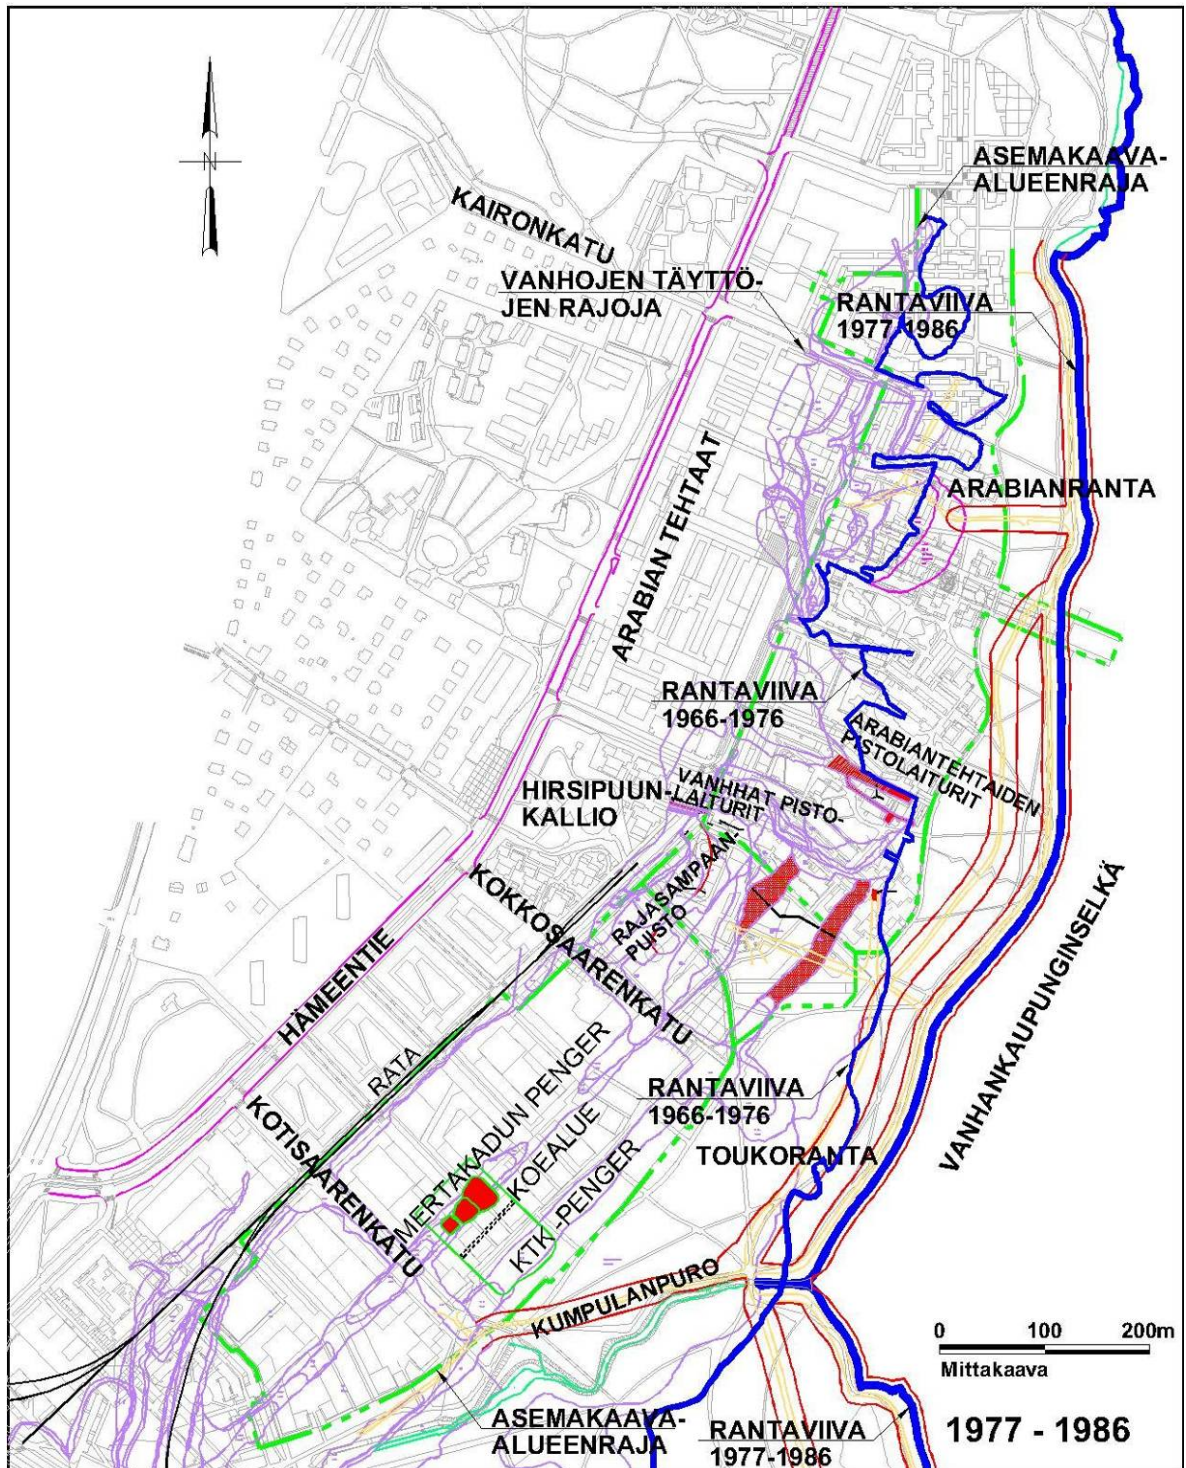 N
ASEMAKAAVA-
ALUEENRAJA
KAIRONKATU
VANHOJEN TÄYTTÖ-
JEN RAJOJA
RANTAVIIVA
1977-1986
ARABIAN TEHTAAT
ARABIANRANTA
RANTAVIIVA
1966-1976
ARABIANTEHTAIDEN
PISTOLAITURIT
VANHHAT PISTO-
LAITURIT
HIRSIPUUN-
KALLIO
RAJASAMPAAN-
PUISTO
KOKKOSAARENKATU
HÄMEENTIE
RATA
VANHANKAUPUNGINSELKÄ
RANTAVIIVA
1966-1976
TOUKORANTA
MERTAKADUN PENGER
KOEALUE
KTK -PENGER
KOTISAARENKATU
KUMPULANPURO
0 100 200m
Mittakaava
ASEMAKAAVA-
ALUEENRAJA
RANTAVIIVA
1977-1986
1977 - 1986